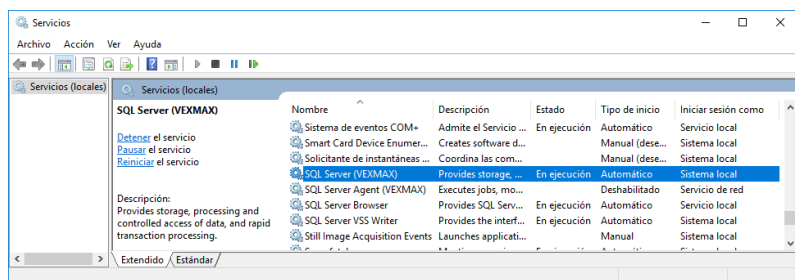 Servicios
Archivo Acción Ver Ayuda
Servicios (locales)
Servicios (locales)
SQL Server (VEXMAX)
Detener el servicio
Pausar el servicio
Reiniciar el servicio
Descripción:
Provides storage, processing and
controlled access of data, and rapid
transaction processing.
Nombre Descripción Estado Tipo de inicio Iniciar sesión como
Sistema de eventos COM+ Admite el Servicio ... En ejecución Automático Servicio local
Smart Card Device Enumer... Creates software d... Manual (dese... Sistema local
Solicitante de instantáneas ... Coordina las com... Manual (dese... Sistema local
SQL Server (VEXMAX) Provides storage, ... En ejecución Automático Sistema local
SQL Server Agent (VEXMAX) Executes jobs, mo... Deshabilitado Servicio de red
SQL Server Browser Provides SQL Serv... En ejecución Automático Sistema local
SQL Server VSS Writer Provides the interf... En ejecución Automático Sistema local
Still Image Acquisition Events Launches applicati... Manual Sistema local
Extendido Estándar